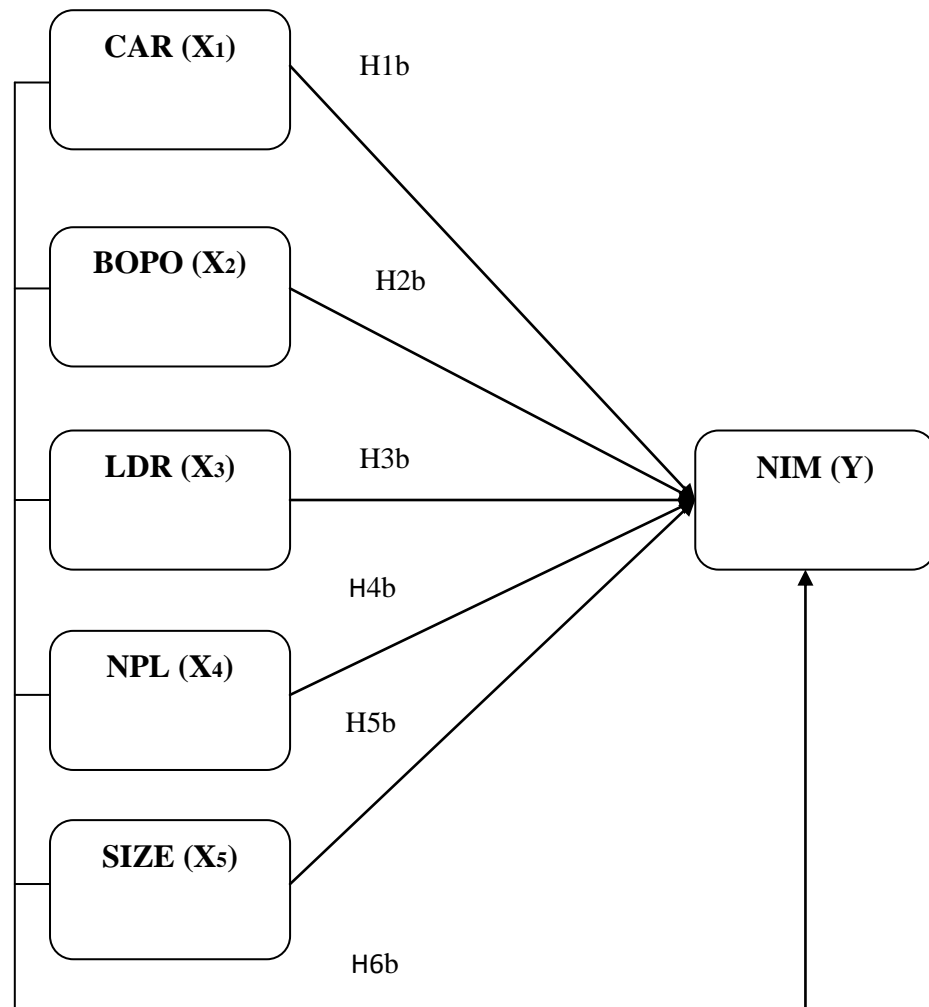 CAR (X1)
H1b
BOPO (X2)
H2b
LDR (X3)
H3b
NIM (Y)
H4b
NPL (X4)
H5b
SIZE (X5)
H6b